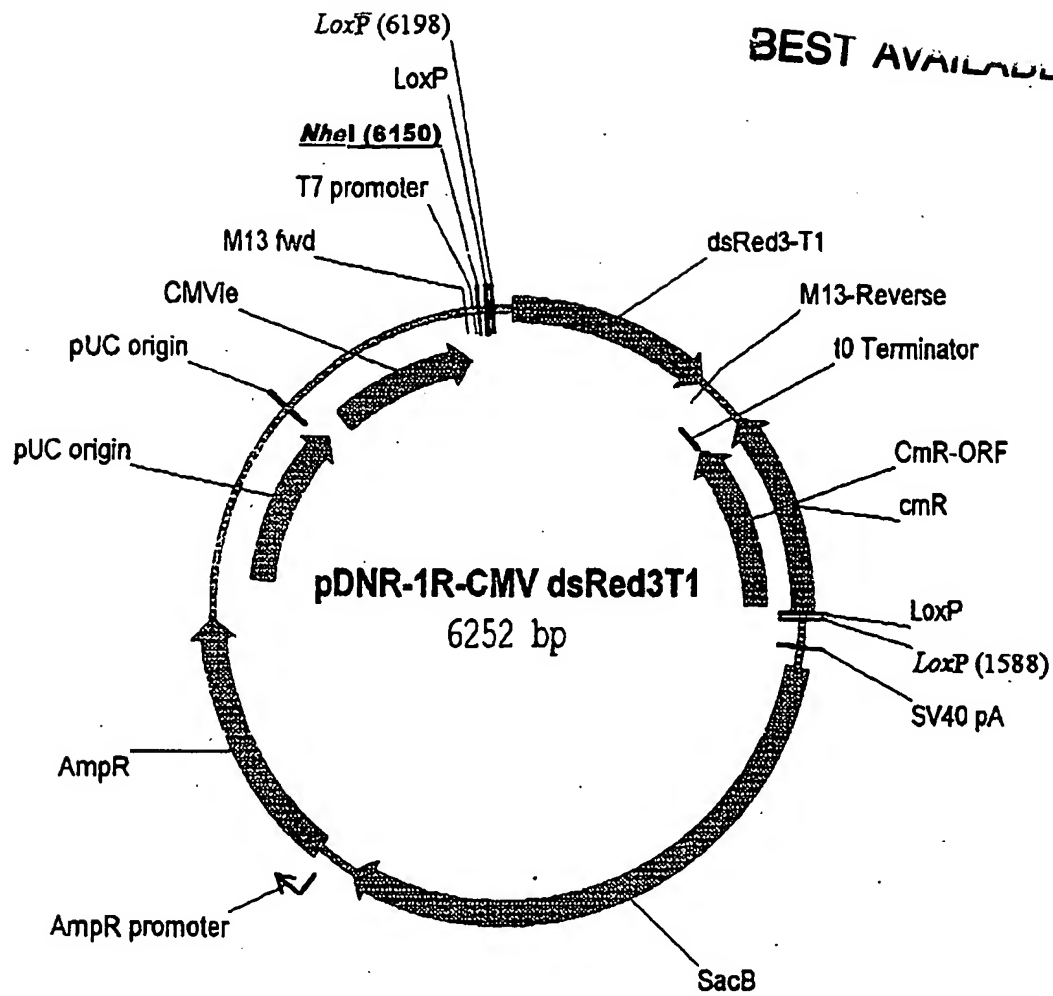 LoxP (6198)
BEST AVAILABLE
LoxP
NheI (6150)
T7 promoter
M13 fwd
dsRed3-T1
CMVIe
M13-Reverse
pUC origin
t0 Terminator
pUC origin
CmR-ORF
cmR
pDNR-1R-CMV dsRed3T1
6252 bp
LoxP
LoxP (1588)
SV40 pA
AmpR
AmpR promoter
SacB